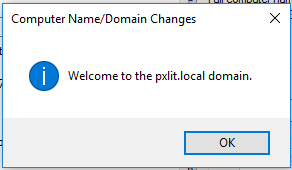 Computer Name/Domain Changes
Welcome to the pxlit.local domain.
OK